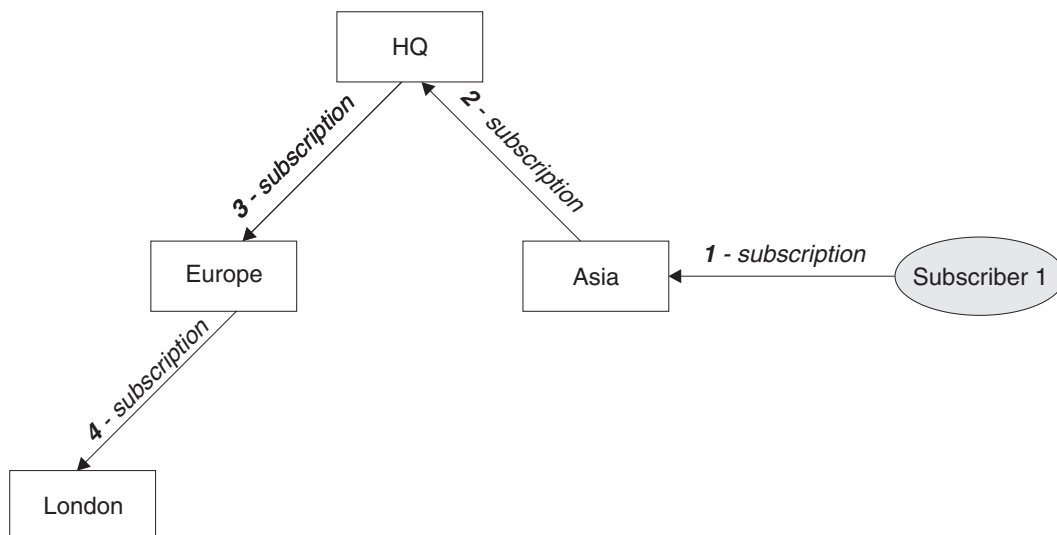 HQ
2 - subscription
3 - subscription
Europe
Asia
1 - subscription
Subscriber 1
4 - subscription
London